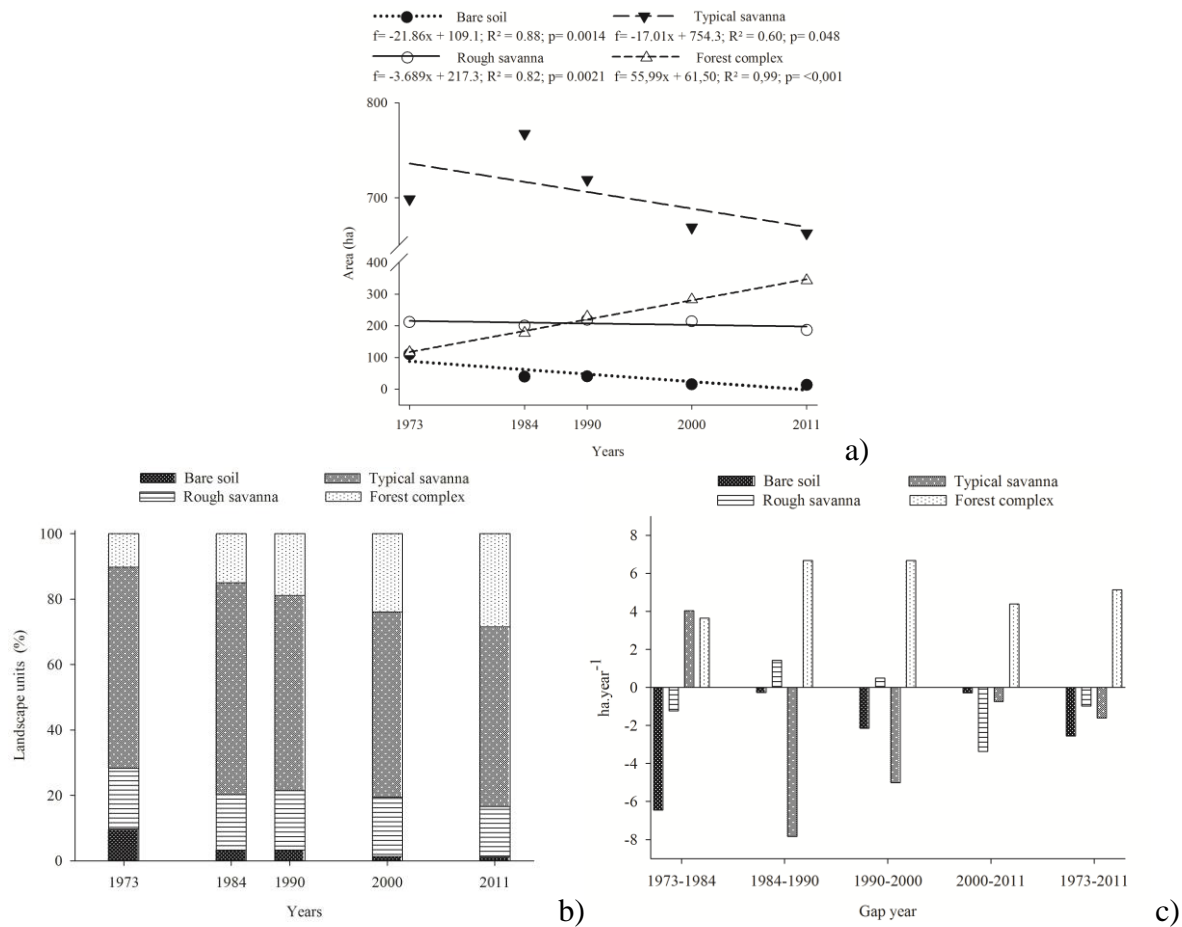 Bare soil Typical savanna
f= -21.86x + 109.1; R² = 0.88; p= 0.0014 f= -17.01x + 754.3; R² = 0.60; p= 0.048
Rough savanna Forest complex
f= -3.689x + 217.3; R² = 0.82; p= 0.0021 f= 55,99x + 61,50; R² = 0,99; p= <0,001
800
700
400
300
200
100
0
Area (ha)
1973 1984 1990 2000 2011
Years
a)
Bare soil Typical savanna
Rough savanna Forest complex
100
80
60
40
20
0
Landscape units (%)
1973 1984 1990 2000 2011
Years
b)
Bare soil Typical savanna
Rough savanna Forest complex
8
6
4
2
0
-2
-4
-6
-8
ha.year⁻¹
1973-1984 1984-1990 1990-2000 2000-2011 1973-2011
Gap year
c)